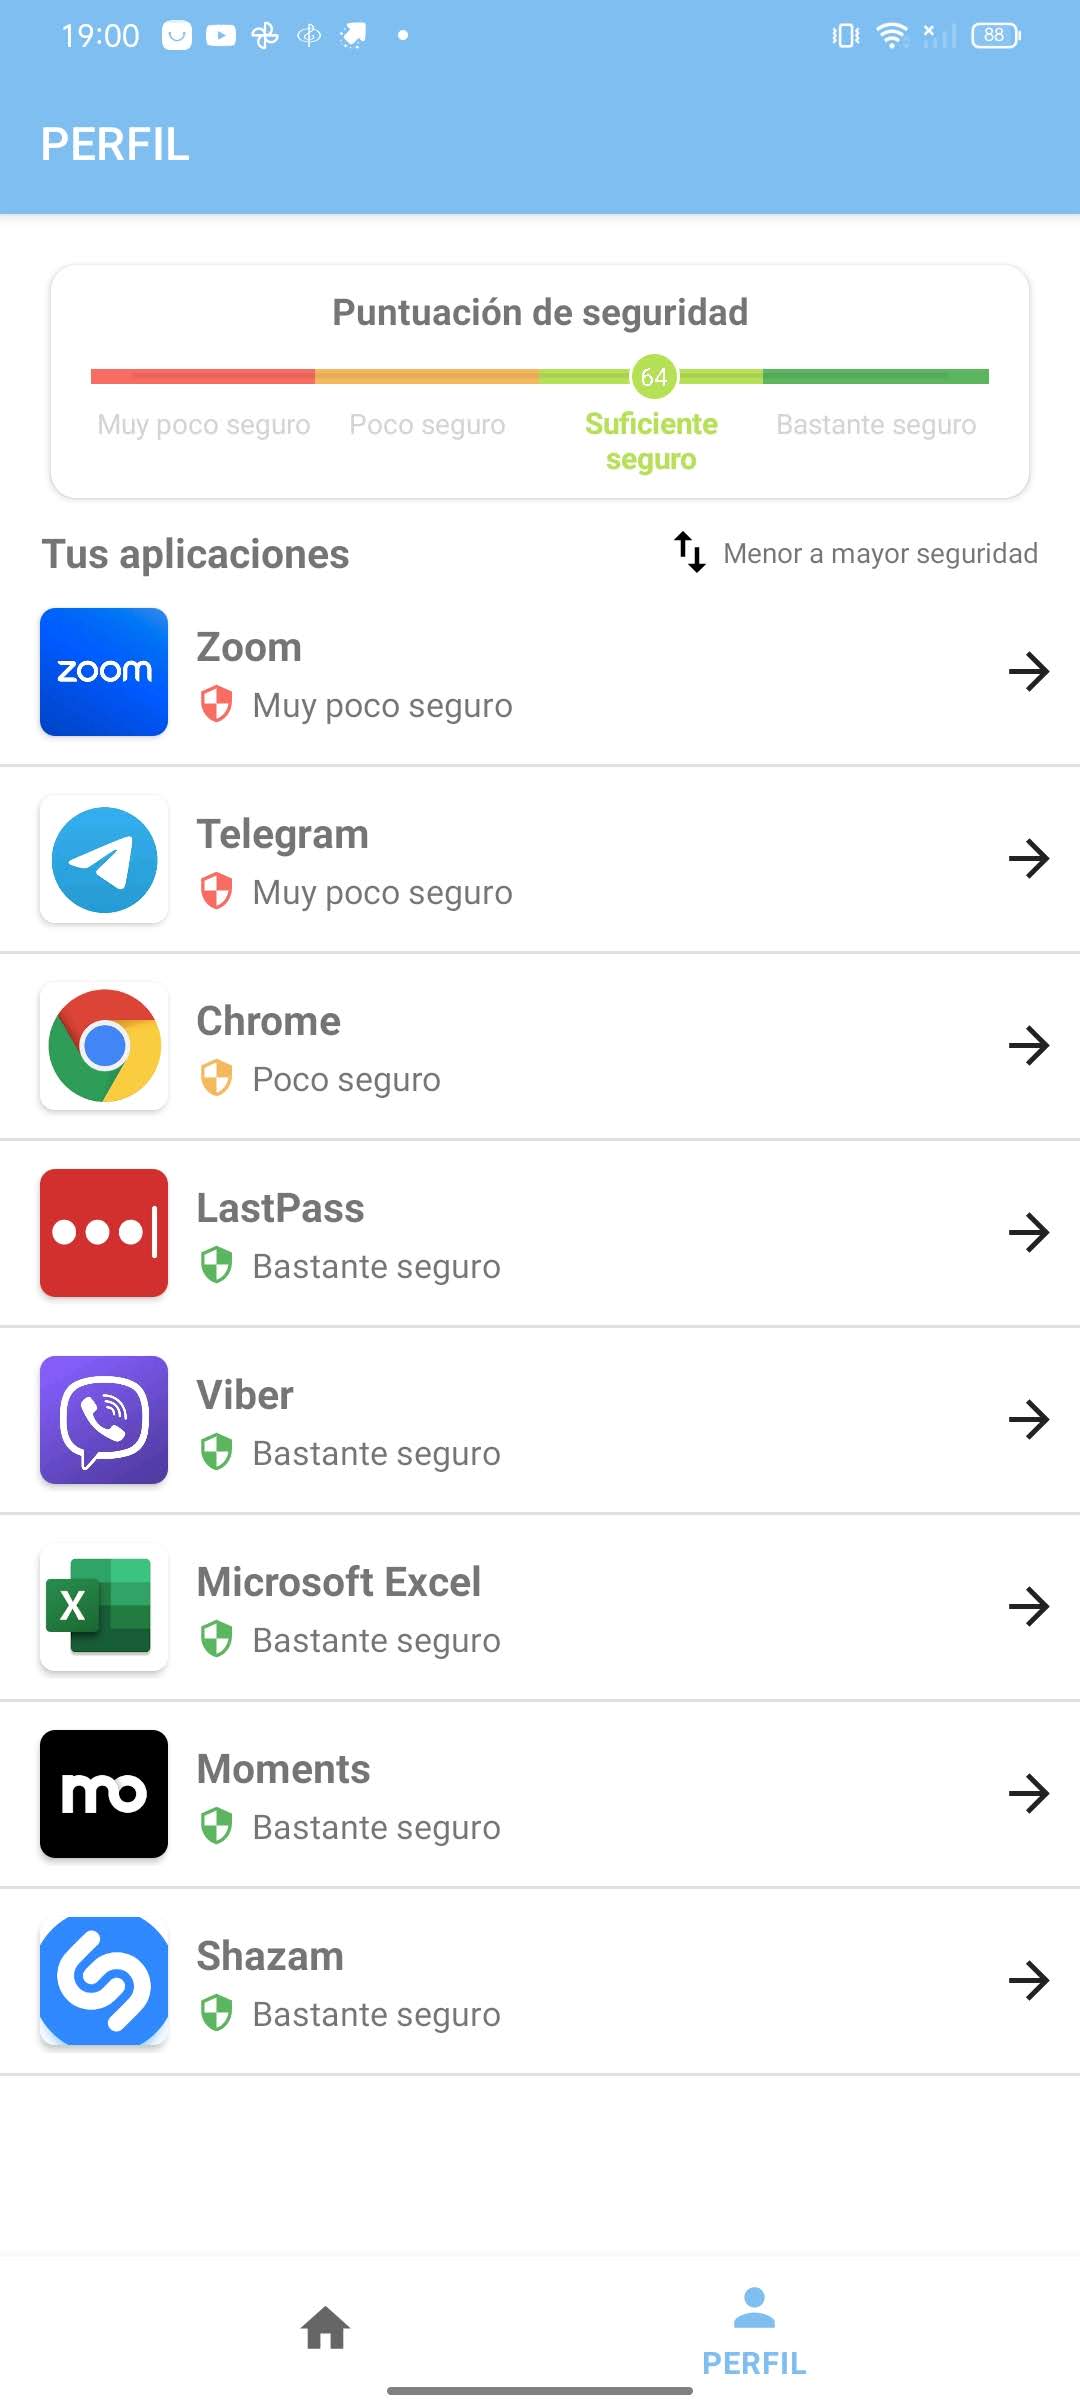 19:00
88
PERFIL
Puntuación de seguridad
64
Muy poco seguro
Poco seguro
Suficiente
seguro
Bastante seguro
Tus aplicaciones
Menor a mayor seguridad
zoom
Zoom
Muy poco seguro
Telegram
Muy poco seguro
Chrome
Poco seguro
LastPass
Bastante seguro
Viber
Bastante seguro
X
Microsoft Excel
Bastante seguro
mo
Moments
Bastante seguro
Shazam
Bastante seguro
PERFIL